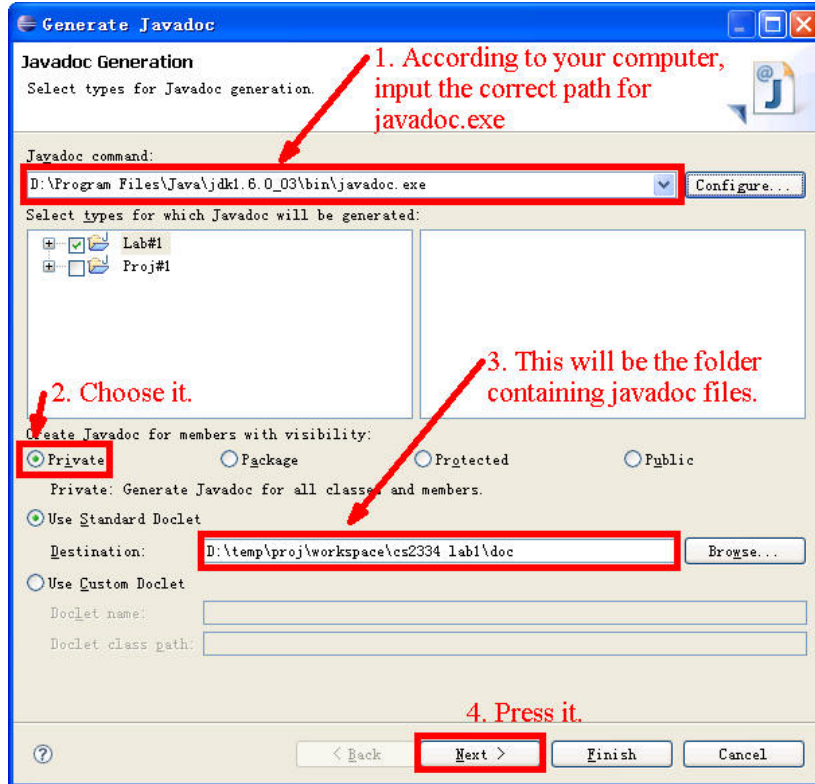 Generate Javadoc
Javadoc Generation
Select types for Javadoc generation.
1. According to your computer,
input the correct path for
javadoc.exe
@
J
Javadoc command:
D:\Program Files\Java\jdk1.6.0_03\bin\javadoc.exe
Configure...
Select types for which Javadoc will be generated:
Lab#1
Proj#1
3. This will be the folder
containing javadoc files.
2. Choose it.
Create Javadoc for members with visibility:
Private Package Protected Public
Private: Generate Javadoc for all classes and members.
Use Standard Doclet
Destination: D:\temp\proj\workspace\cs2334 lab1\doc Browse...
Use Custom Doclet
Doclet name:
Doclet class path:
4. Press it.
? < Back Next > Finish Cancel